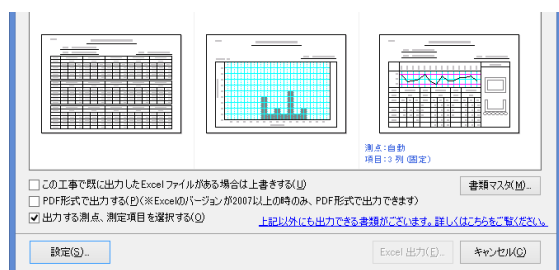 測点:自動
項目:3 列 (固定)
この工事で既に出力したExcelファイルがある場合は上書きする(U)
書類マスタ(M)...
PDF形式で出力する(P)(※Excelのバージョンが2007以上の時のみ、PDF形式で出力できます)
出力する測点、測定項目を選択する(O)
上記以外にも出力できる書類がございます。詳しくはこちらをご覧ください。
設定(S)...
Excel 出力(E)...
キャンセル(C)